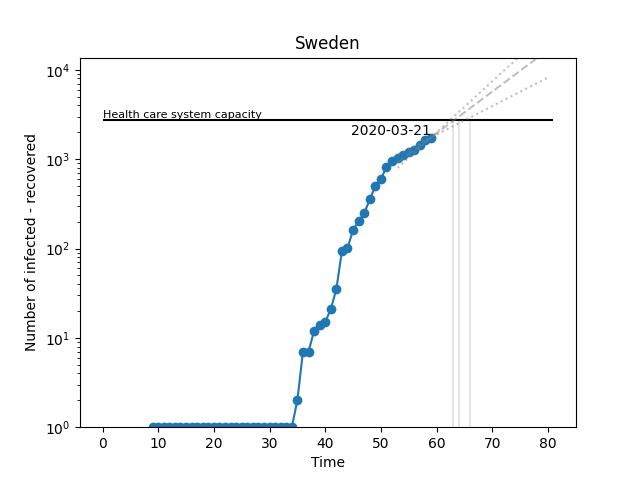 Sweden
Number of infected - recovered
10⁴
10³
10²
10¹
10⁰
Health care system capacity
2020-03-21
0 10 20 30 40 50 60 70 80
Time